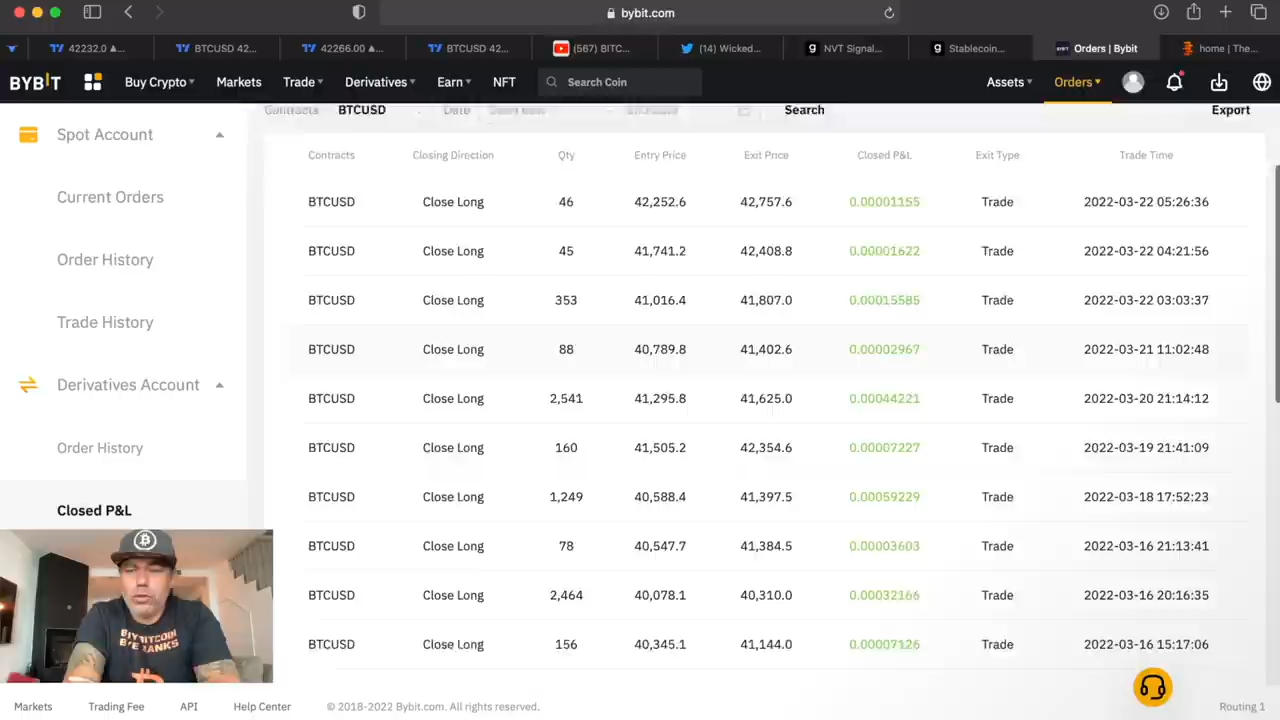 bybit.com
42232.0 ▲...
BTCUSD 42...
42266.00 ▲...
BTCUSD 42...
(567) BITC...
(14) Wicked...
NVT Signal...
Stablecoin...
Orders | Bybit
home | The...
BYBIT Buy Crypto Markets Trade Derivatives Earn NFT Search Coin Assets Orders
Contracts BTCUSD Date Search Export
Spot Account
Current Orders
Order History
Trade History
Derivatives Account
Order History
Closed P&L
Contracts Closing Direction Qty Entry Price Exit Price Closed P&L Exit Type Trade Time
BTCUSD Close Long 46 42,252.6 42,757.6 0.00001155 Trade 2022-03-22 05:26:36
BTCUSD Close Long 45 41,741.2 42,408.8 0.00001622 Trade 2022-03-22 04:21:56
BTCUSD Close Long 353 41,016.4 41,807.0 0.00015585 Trade 2022-03-22 03:03:37
BTCUSD Close Long 88 40,789.8 41,402.6 0.00002967 Trade 2022-03-21 11:02:48
BTCUSD Close Long 2,541 41,295.8 41,625.0 0.00044221 Trade 2022-03-20 21:14:12
BTCUSD Close Long 160 41,505.2 42,354.6 0.00007227 Trade 2022-03-19 21:41:09
BTCUSD Close Long 1,249 40,588.4 41,397.5 0.00059229 Trade 2022-03-18 17:52:23
BTCUSD Close Long 78 40,547.7 41,384.5 0.00003603 Trade 2022-03-16 21:13:41
BTCUSD Close Long 2,464 40,078.1 40,310.0 0.00032166 Trade 2022-03-16 20:16:35
BTCUSD Close Long 156 40,345.1 41,144.0 0.00007126 Trade 2022-03-16 15:17:06
Markets Trading Fee API Help Center © 2018-2022 Bybit.com. All rights reserved. Routing 1